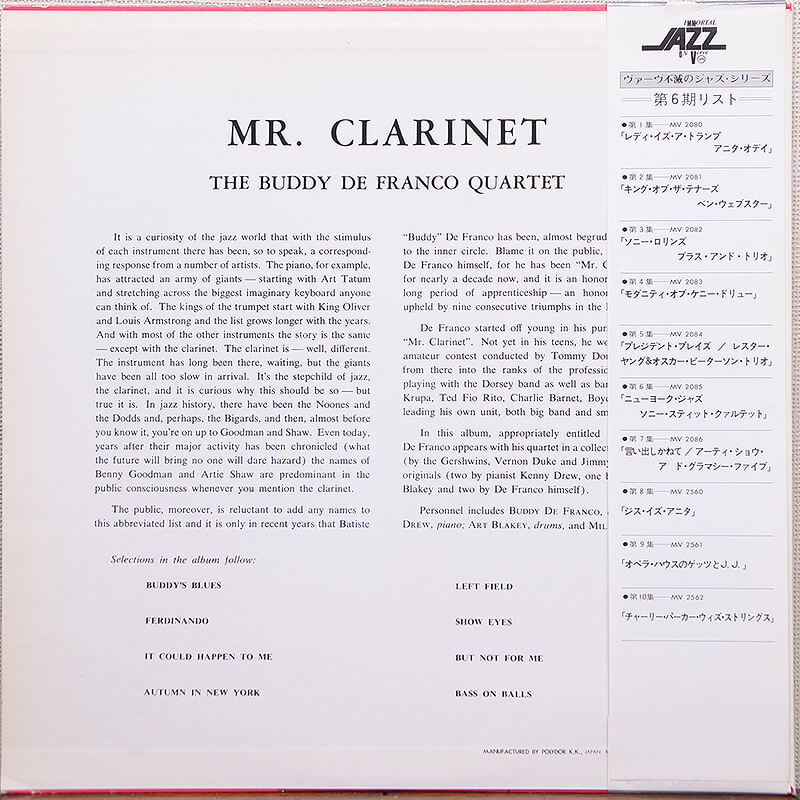 MR. CLARINET
THE BUDDY DE FRANCO QUARTET
It is a curiosity of the jazz world that with the stimulus
of each instrument there has been, so to speak, a correspond-
ing response from a number of artists. The piano, for example,
has attracted an army of giants — starting with Art Tatum
and stretching across the biggest imaginary keyboard anyone
can think of. The kings of the trumpet start with King Oliver
and Louis Armstrong and the list grows longer with the years.
And with most of the other instruments the story is the same
— except with the clarinet. The clarinet is — well, different.
The instrument has long been there, waiting, but the giants
have been all too slow in arrival. It's the stepchild of jazz,
the clarinet, and it is curious why this should be so — but
true it is. In jazz history, there have been the Noones and
the Dodds and, perhaps, the Bigards, and then, almost before
you know it, you're on up to Goodman and Shaw. Even today,
years after their major activity has been chronicled (what
the future will bring no one will dare hazard) the names of
Benny Goodman and Artie Shaw are predominant in the
public consciousness whenever you mention the clarinet.
The public, moreover, is reluctant to add any names to
this abbreviated list and it is only in recent years that Batiste
"Buddy" De Franco has been, almost begrud
to the inner circle. Blame it on the public,
De Franco himself, for he has been "Mr. C
for nearly a decade now, and it is an honor
long period of apprenticeship — an honor
upheld by nine consecutive triumphs in the
De Franco started off young in his pur
"Mr. Clarinet". Not yet in his teens, he wo
amateur contest conducted by Tommy Dor
from there into the ranks of the professio
playing with the Dorsey band as well as ban
Krupa, Ted Fio Rito, Charlie Barnet, Boy
leading his own unit, both big band and sm
In this album, appropriately entitled
De Franco appears with his quartet in a collect
(by the Gershwins, Vernon Duke and Jimmy
originals (two by pianist Kenny Drew, one b
Blakey and two by De Franco himself).
Personnel includes BUDDY DE FRANCO,
DREW, piano; ART BLAKEY, drums, and MIL
Selections in the album follow:
BUDDY'S BLUES
FERDINANDO
IT COULD HAPPEN TO ME
AUTUMN IN NEW YORK
LEFT FIELD
SHOW EYES
BUT NOT FOR ME
BASS ON BALLS
MANUFACTURED BY POLYDOR K.K., JAPAN
IMMORTAL
JAZZ
ON Verve
ヴァーヴ不滅のジャズ・シリーズ
第6期リスト
●第1集——MV 2080
「レディ・イズ・ア・トランプ
アニタ・オデイ」
●第2集——MV 2081
「キング・オブ・ザ・テナーズ
ベン・ウェブスター」
●第3集——MV 2082
「ソニー・ロリンズ
ブラス・アンド・トリオ」
●第4集——MV 2083
「モダニティ・オブ・ケニー・ドリュー」
●第5集——MV 2084
「プレジデント・プレイズ / レスター・
ヤング&オスカー・ピーターソン・トリオ」
●第6集——MV 2085
「ニューヨーク・ジャズ
ソニー・スティット・クァルテット」
●第7集——MV 2086
「言い出しかねて / アーティ・ショウ・
アード・グラマシー・ファイブ」
●第8集——MV 2560
「ジス・イズ・アニタ」
●第9集——MV 2561
「オペラ・ハウスのゲッツとJ.J.」
●第10集——MV 2562
「チャーリー・パーカー・ウィズ・ストリングス」